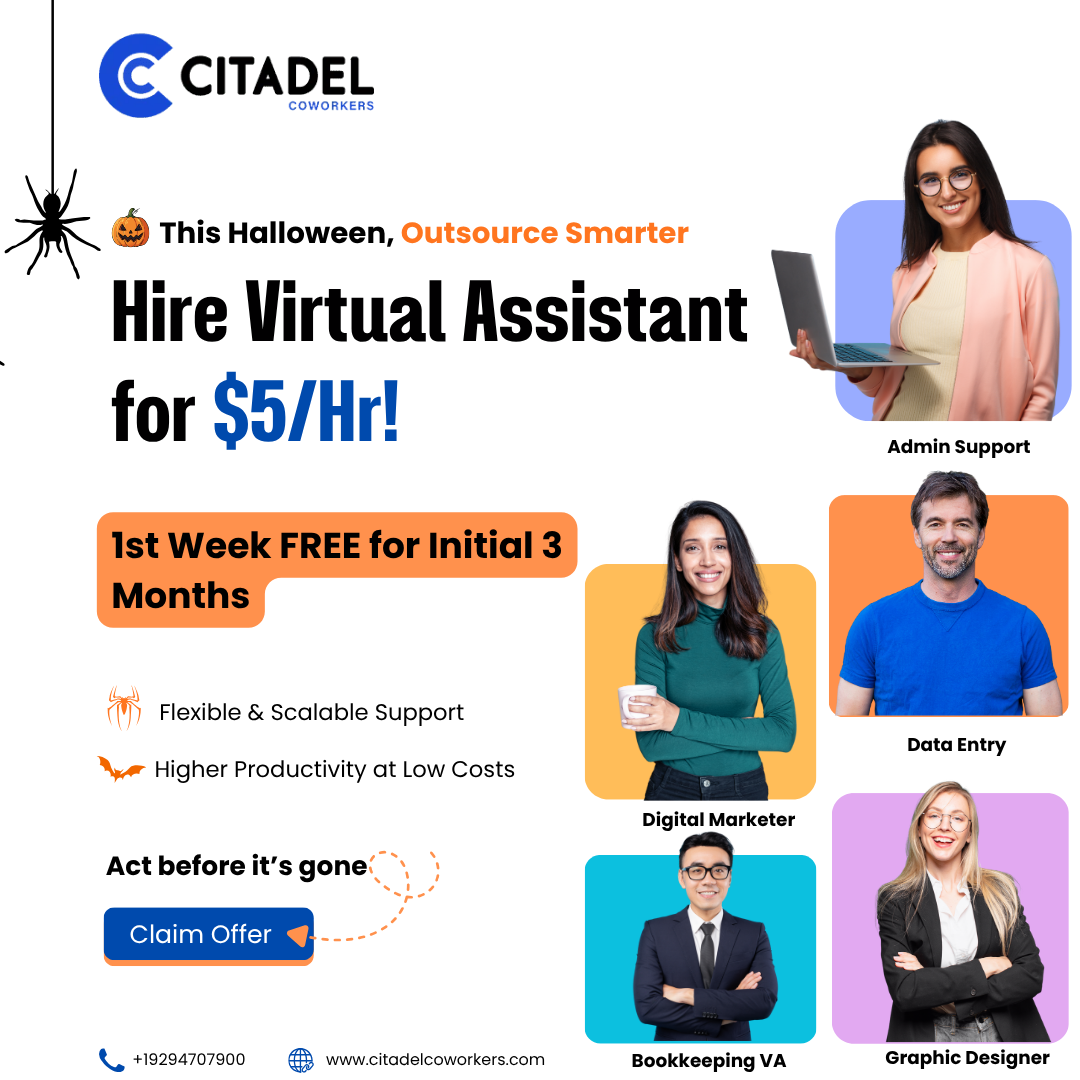 CITADEL
COWORKERS
This Halloween, Outsource Smarter
Hire Virtual Assistant
for $5/Hr!
1st Week FREE for Initial 3
Months
Flexible & Scalable Support
Higher Productivity at Low Costs
Act before it’s gone
Claim Offer
+19294707900
www.citadelcoworkers.com
Admin Support
Data Entry
Digital Marketer
Bookkeeping VA
Graphic Designer